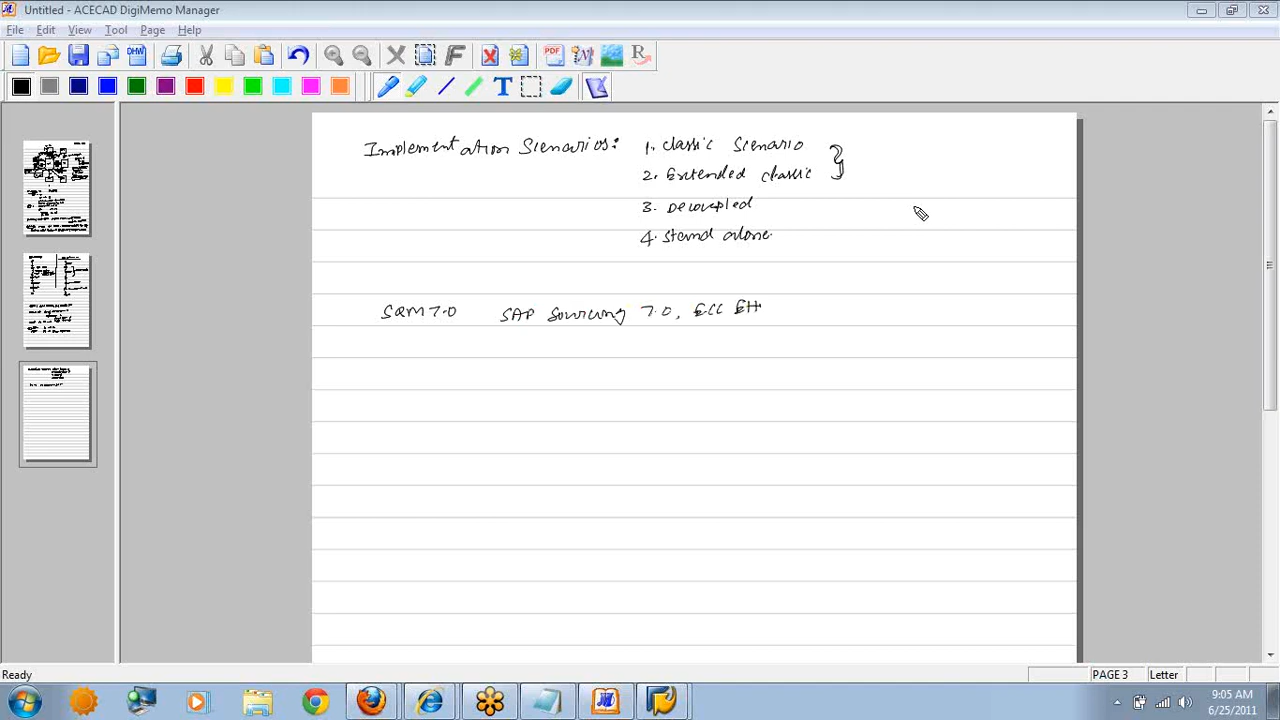 Untitled - ACECAD DigiMemo Manager
File Edit View Tool Page Help
Implementation Scenarios: 1. Classic Scenario
2. Extended classic
3. Decoupled
4. Stand alone.
SRM 7.0 SAP Sourcing 7.0, ECC EH
Ready PAGE 3 Letter
9:05 AM
6/25/2011